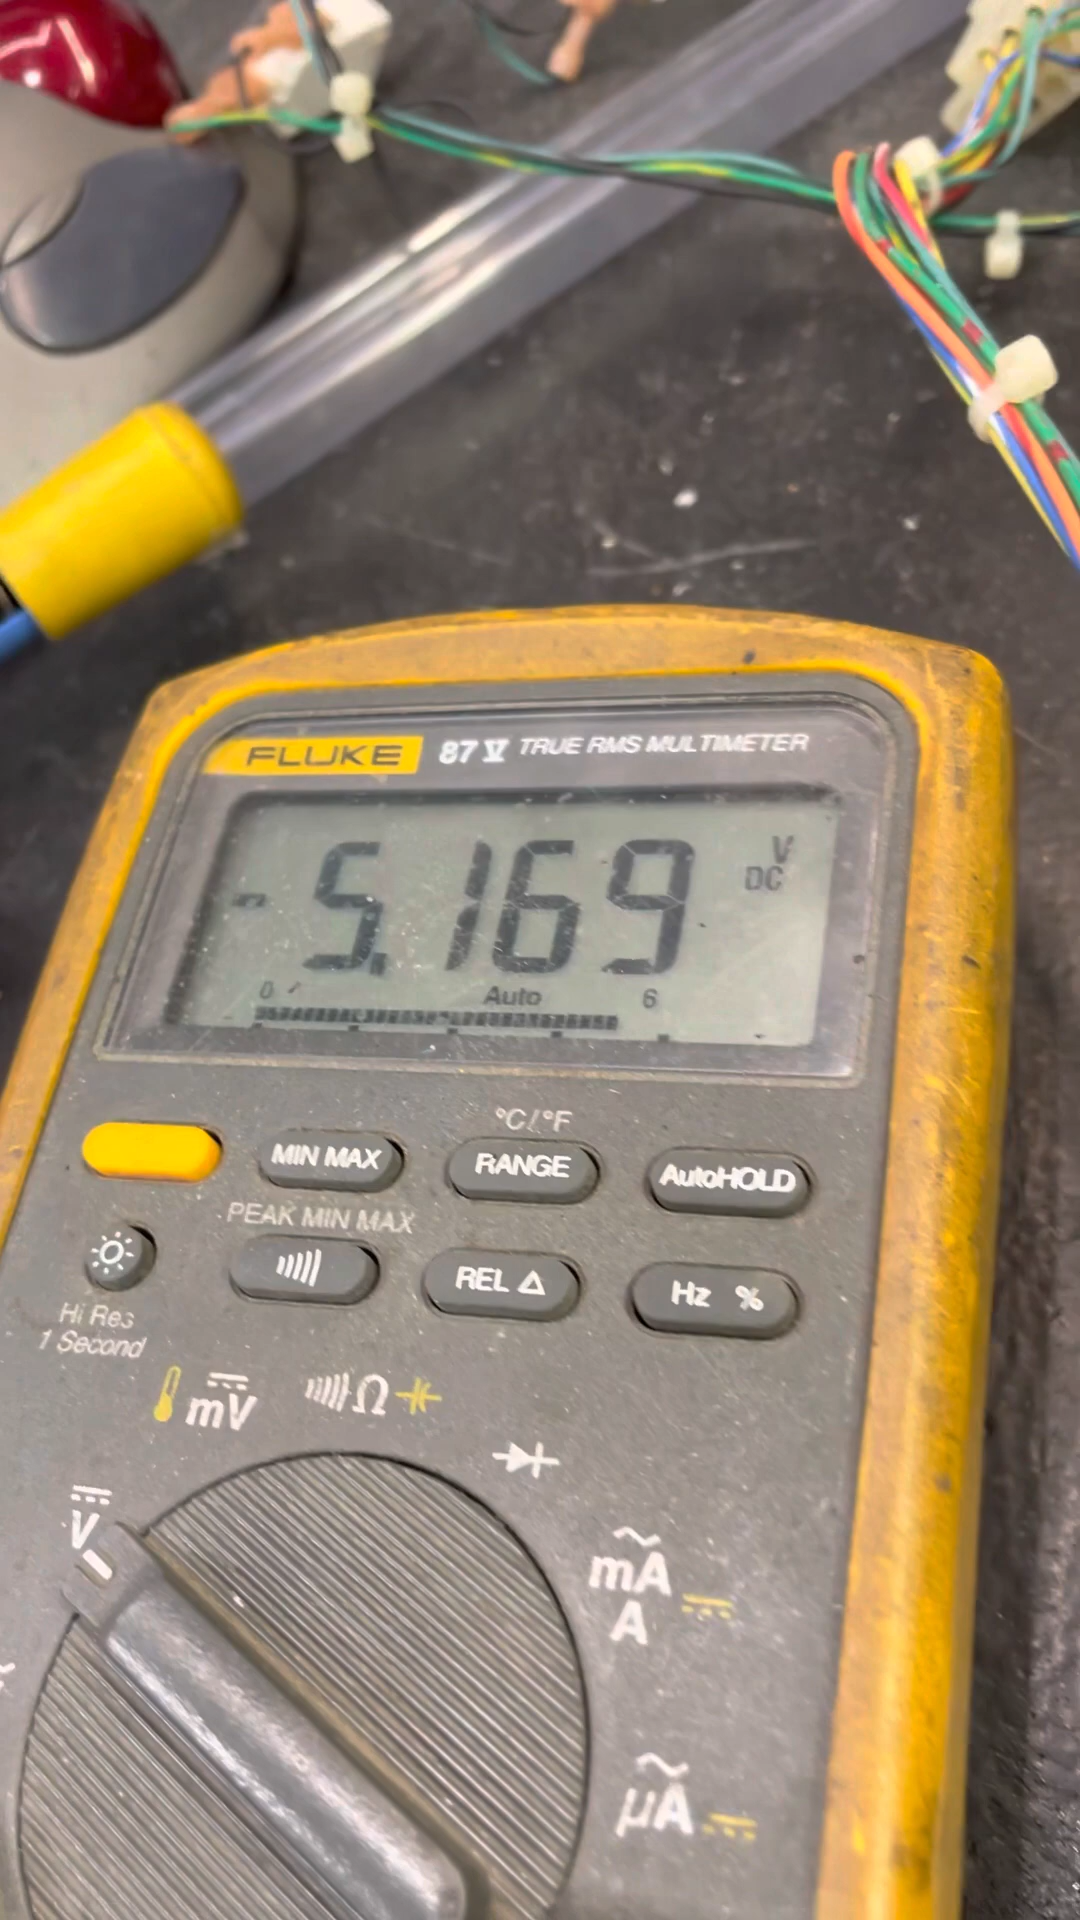 FLUKE 87 V TRUE RMS MULTIMETER
-5.169 V DC
0 Auto 6
°C/°F
MIN MAX RANGE AutoHOLD
PEAK MIN MAX
REL Δ Hz %
Hi Res
1 Second
mV Ω
V
mA
A
µA